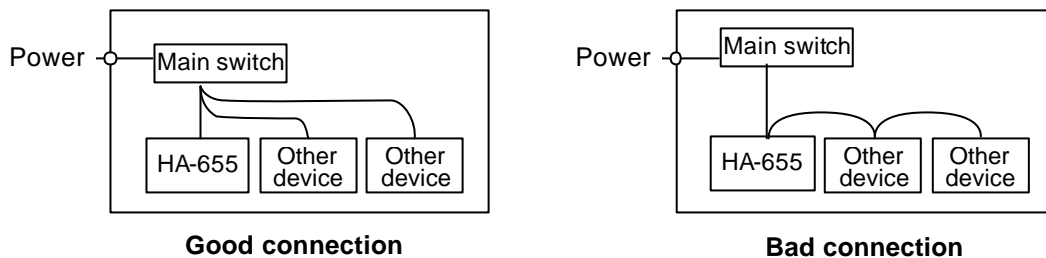 Power
Main switch
HA-655
Other
device
Other
device
Good connection
Power
Main switch
HA-655
Other
device
Other
device
Bad connection